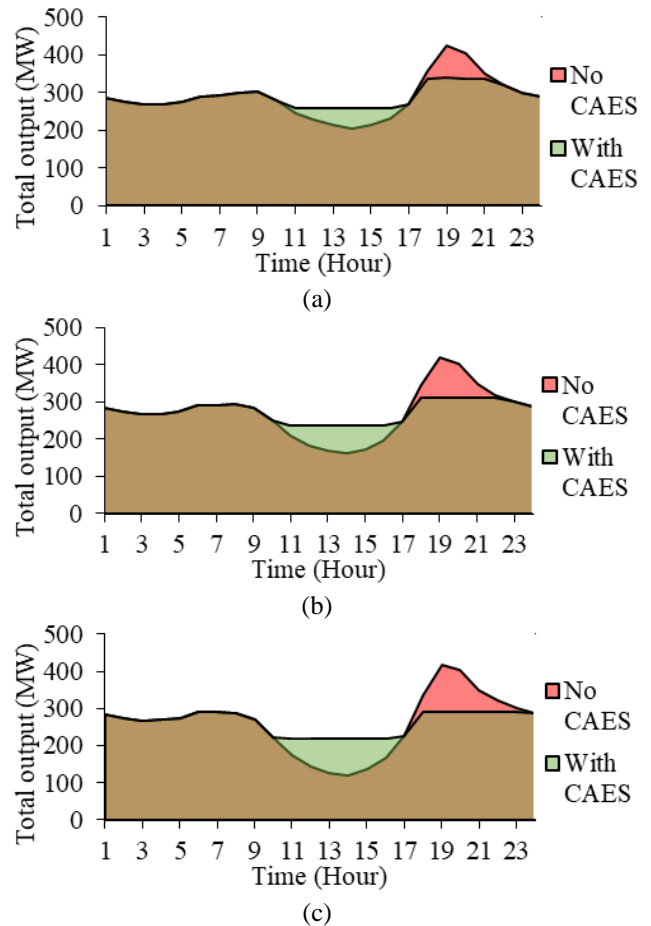 Total output (MW)
500
400
300
200
100
0
1 3 5 7 9 11 13 15 17 19 21 23
Time (Hour)
No
CAES
With
CAES
(a)
Total output (MW)
500
400
300
200
100
0
1 3 5 7 9 11 13 15 17 19 21 23
Time (Hour)
No
CAES
With
CAES
(b)
Total output (MW)
500
400
300
200
100
0
1 3 5 7 9 11 13 15 17 19 21 23
Time (Hour)
No
CAES
With
CAES
(c)